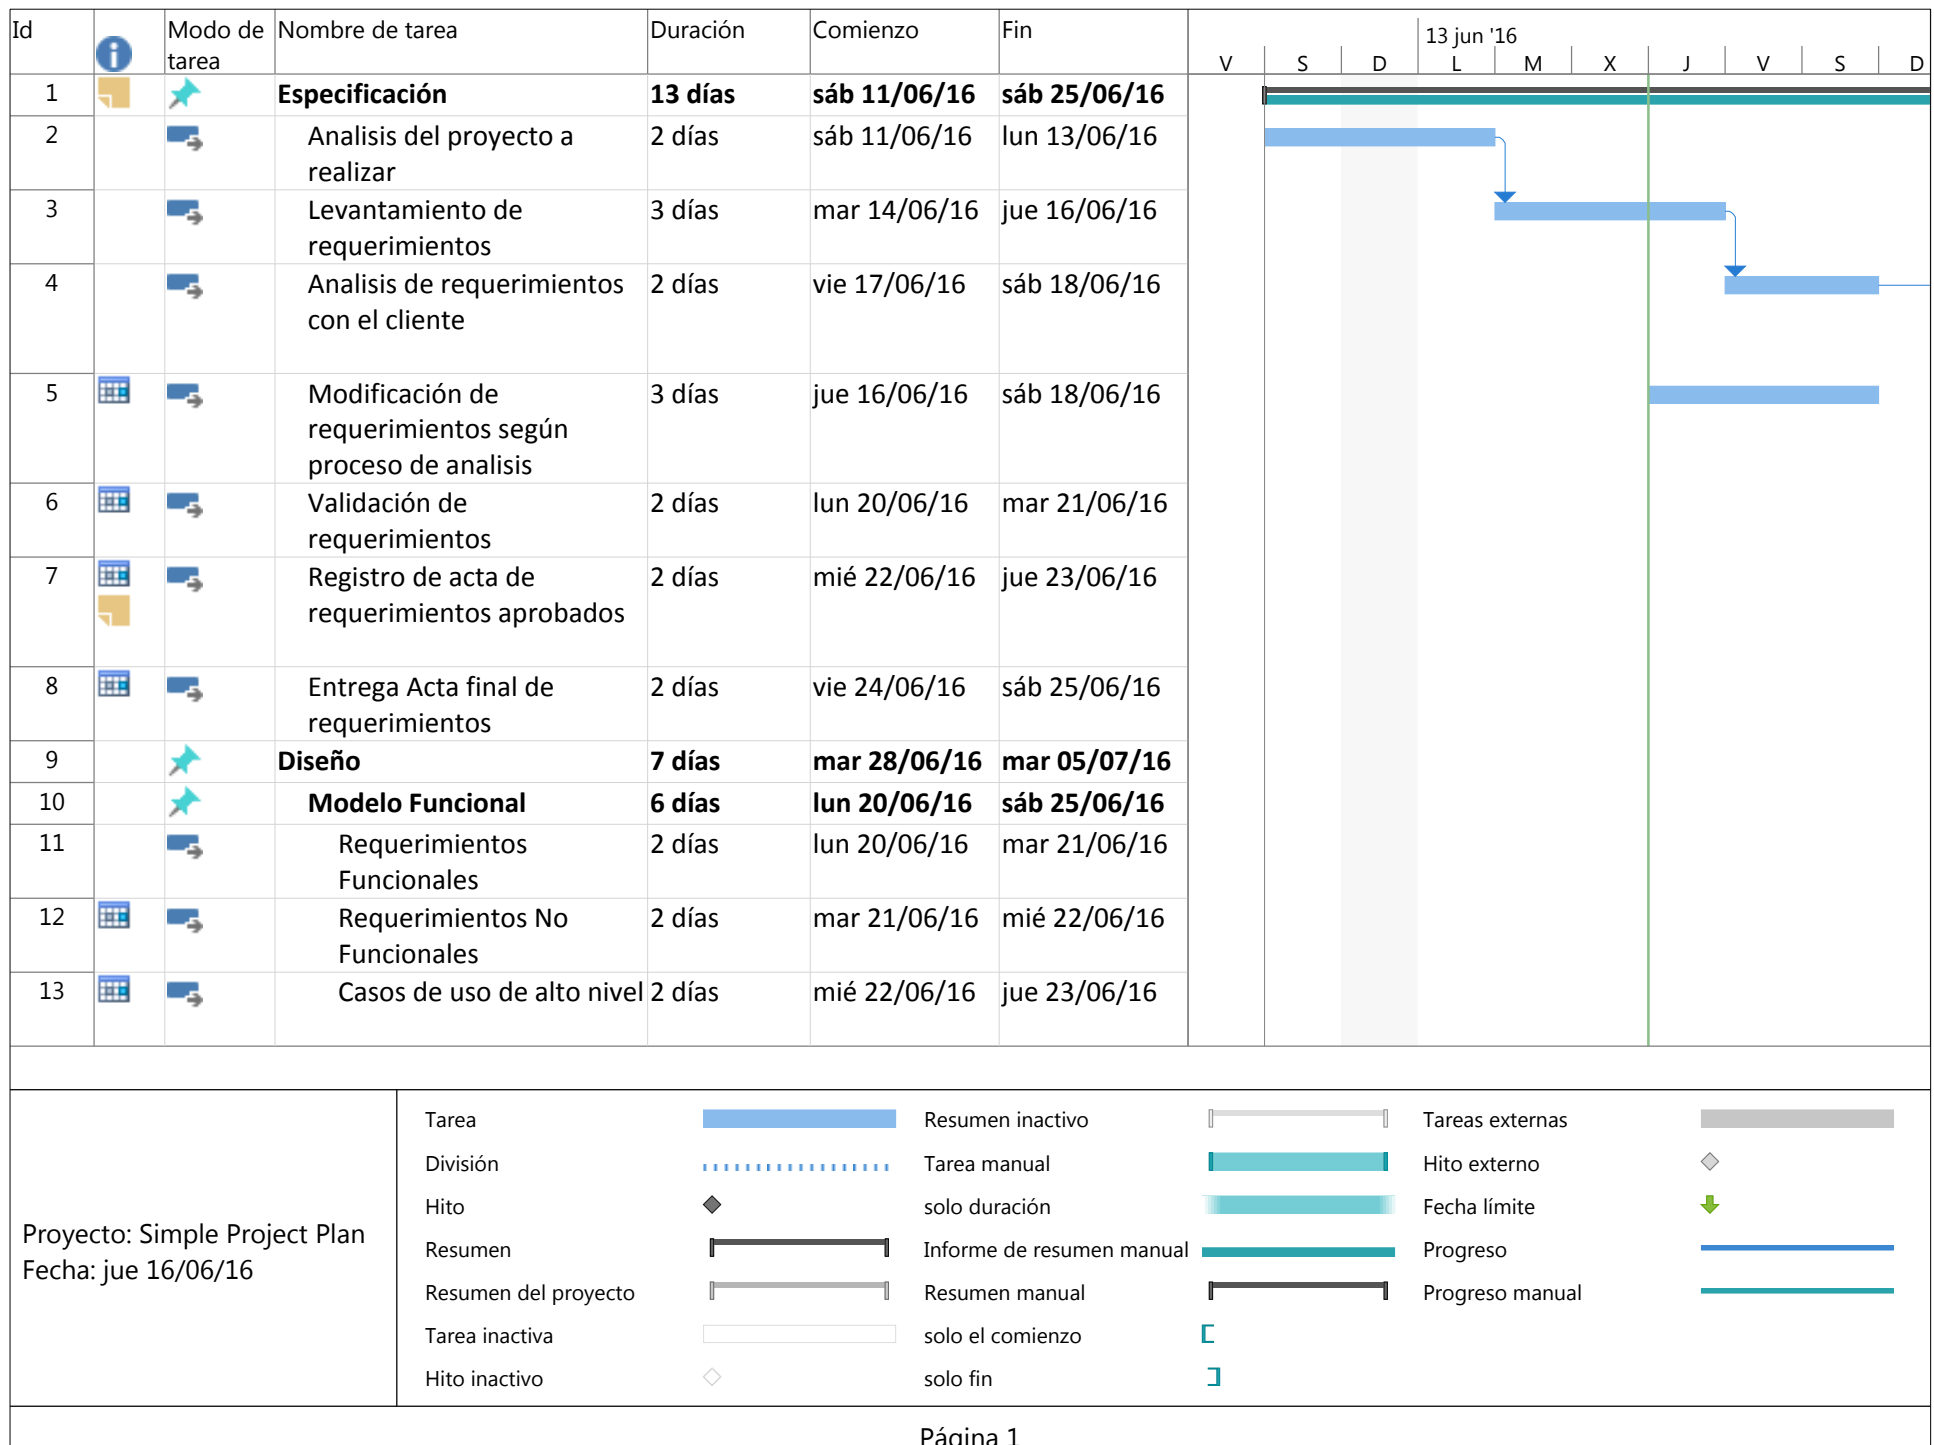 Id Modo de tarea Nombre de tarea Duración Comienzo Fin
13 jun '16
V S D L M X J V S D
1 Especificación 13 días sáb 11/06/16 sáb 25/06/16
2 Analisis del proyecto a 2 días sáb 11/06/16 lun 13/06/16
realizar
3 Levantamiento de 3 días mar 14/06/16 jue 16/06/16
requerimientos
4 Analisis de requerimientos 2 días vie 17/06/16 sáb 18/06/16
con el cliente
5 Modificación de 3 días jue 16/06/16 sáb 18/06/16
requerimientos según
proceso de analisis
6 Validación de 2 días lun 20/06/16 mar 21/06/16
requerimientos
7 Registro de acta de 2 días mié 22/06/16 jue 23/06/16
requerimientos aprobados
8 Entrega Acta final de 2 días vie 24/06/16 sáb 25/06/16
requerimientos
9 Diseño 7 días mar 28/06/16 mar 05/07/16
10 Modelo Funcional 6 días lun 20/06/16 sáb 25/06/16
11 Requerimientos 2 días lun 20/06/16 mar 21/06/16
Funcionales
12 Requerimientos No 2 días mar 21/06/16 mié 22/06/16
Funcionales
13 Casos de uso de alto nivel 2 días mié 22/06/16 jue 23/06/16
Proyecto: Simple Project Plan
Fecha: jue 16/06/16
Tarea
División
Hito
Resumen
Resumen del proyecto
Tarea inactiva
Hito inactivo
Resumen inactivo
Tarea manual
solo duración
Informe de resumen manual
Resumen manual
solo el comienzo
solo fin
Tareas externas
Hito externo
Fecha límite
Progreso
Progreso manual
Página 1